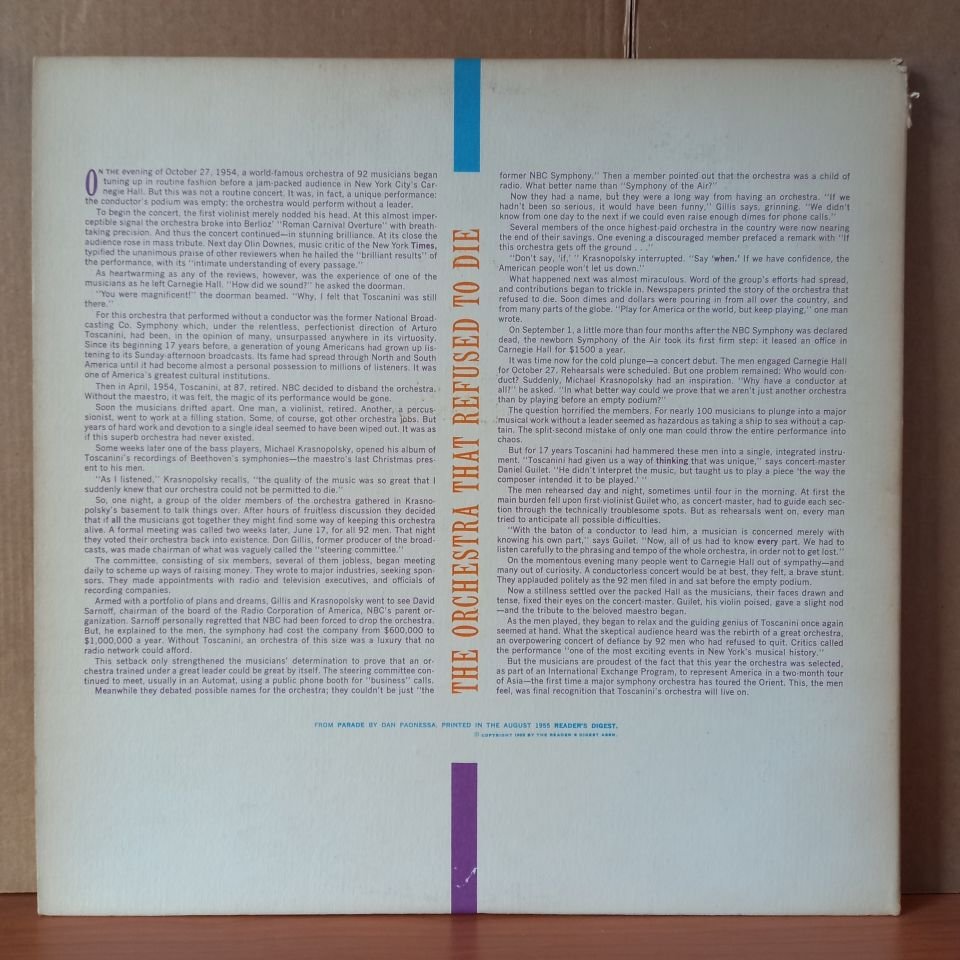 ON THE evening of October 27, 1954, a world-famous orchestra of 92 musicians began
tuning up in routine fashion before a jam-packed audience in New York City's Car-
negie Hall. But this was not a routine concert. It was, in fact, a unique performance:
the conductor's podium was empty; the orchestra would perform without a leader.
To begin the concert, the first violinist merely nodded his head. At this almost imper-
ceptible signal the orchestra broke into Berlioz' "Roman Carnival Overture" with breath-
taking precision. And thus the concert continued—in stunning brilliance. At its close the
audience rose in mass tribute. Next day Olin Downes, music critic of the New York Times,
typified the unanimous praise of other reviewers when he hailed the "brilliant results" of
the performance, with its "intimate understanding of every passage."
As heartwarming as any of the reviews, however, was the experience of one of the
musicians as he left Carnegie Hall. "How did we sound?" he asked the doorman.
"You were magnificent!" the doorman beamed. "Why, I felt that Toscanini was still
there."
For this orchestra that performed without a conductor was the former National Broad-
casting Co. Symphony which, under the relentless, perfectionist direction of Arturo
Toscanini, had been, in the opinion of many, unsurpassed anywhere in its virtuosity.
Since its beginning 17 years before, a generation of young Americans had grown up lis-
tening to its Sunday-afternoon broadcasts. Its fame had spread through North and South
America until it had become almost a personal possession to millions of listeners. It was
one of America's greatest cultural institutions.
Then in April, 1954, Toscanini, at 87, retired. NBC decided to disband the orchestra.
Without the maestro, it was felt, the magic of its performance would be gone.
Soon the musicians drifted apart. One man, a violinist, retired. Another, a percus-
sionist, went to work at a filling station. Some, of course, got other orchestra jobs. But
years of hard work and devotion to a single ideal seemed to have been wiped out. It was as
if this superb orchestra had never existed.
Some weeks later one of the bass players, Michael Krasnopolsky, opened his album of
Toscanini's recordings of Beethoven's symphonies—the maestro's last Christmas pres-
ent to his men.
"As I listened," Krasnopolsky recalls, "the quality of the music was so great that I
suddenly knew that our orchestra could not be permitted to die."
So, one night, a group of the older members of the orchestra gathered in Krasno-
polsky's basement to talk things over. After hours of fruitless discussion they decided
that if all the musicians got together they might find some way of keeping this orchestra
alive. A formal meeting was called two weeks later, June 17, for all 92 men. That night
they voted their orchestra back into existence. Don Gillis, former producer of the broad-
casts, was made chairman of what was vaguely called the "steering committee."
The committee, consisting of six members, several of them jobless, began meeting
daily to scheme up ways of raising money. They wrote to major industries, seeking spon-
sors. They made appointments with radio and television executives, and officials of
recording companies.
Armed with a portfolio of plans and dreams, Gillis and Krasnopolsky went to see David
Sarnoff, chairman of the board of the Radio Corporation of America, NBC's parent or-
ganization. Sarnoff personally regretted that NBC had been forced to drop the orchestra.
But, he explained to the men, the symphony had cost the company from $600,000 to
$1,000,000 a year. Without Toscanini, an orchestra of this size was a luxury that no
radio network could afford.
This setback only strengthened the musicians' determination to prove that an or-
chestra trained under a great leader could be great by itself. The steering committee con-
tinued to meet, usually in an Automat, using a public phone booth for "business" calls.
Meanwhile they debated possible names for the orchestra; they couldn't be just "the
THE ORCHESTRA THAT REFUSED TO DIE
former NBC Symphony." Then a member pointed out that the orchestra was a child of
radio. What better name than "Symphony of the Air?"
Now they had a name, but they were a long way from having an orchestra. "If we
hadn't been so serious, it would have been funny," Gillis says, grinning. "We didn't
know from one day to the next if we could even raise enough dimes for phone calls."
Several members of the once highest-paid orchestra in the country were now nearing
the end of their savings. One evening a discouraged member prefaced a remark with "If
this orchestra gets off the ground . . ."
"Don't say, 'if,' " Krasnopolsky interrupted. "Say 'when.' If we have confidence, the
American people won't let us down."
What happened next was almost miraculous. Word of the group's efforts had spread,
and contributions began to trickle in. Newspapers printed the story of the orchestra that
refused to die. Soon dimes and dollars were pouring in from all over the country, and
from many parts of the globe. "Play for America or the world, but keep playing," one man
wrote.
On September 1, a little more than four months after the NBC Symphony was declared
dead, the newborn Symphony of the Air took its first firm step: it leased an office in
Carnegie Hall for $1500 a year.
It was time now for the cold plunge—a concert debut. The men engaged Carnegie Hall
for October 27. Rehearsals were scheduled. But one problem remained: Who would con-
duct? Suddenly, Michael Krasnopolsky had an inspiration. "Why have a conductor at
all?" he asked. "In what better way could we prove that we aren't just another orchestra
than by playing before an empty podium?"
The question horrified the members. For nearly 100 musicians to plunge into a major
musical work without a leader seemed as hazardous as taking a ship to sea without a cap-
tain. The split-second mistake of only one man could throw the entire performance into
chaos.
But for 17 years Toscanini had hammered these men into a single, integrated instru-
ment. "Toscanini had given us a way of thinking that was unique," says concert-master
Daniel Guilet. "He didn't interpret the music, but taught us to play a piece 'the way the
composer intended it to be played.' "
The men rehearsed day and night, sometimes until four in the morning. At first the
main burden fell upon first-violinist Guilet who, as concert-master, had to guide each sec-
tion through the technically troublesome spots. But as rehearsals went on, every man
tried to anticipate all possible difficulties.
"With the baton of a conductor to lead him, a musician is concerned merely with
knowing his own part," says Guilet. "Now, all of us had to know every part. We had to
listen carefully to the phrasing and tempo of the whole orchestra, in order not to get lost."
On the momentous evening many people went to Carnegie Hall out of sympathy—and
many out of curiosity. A conductorless concert would be at best, they felt, a brave stunt.
They applauded politely as the 92 men filed in and sat before the empty podium.
Now a stillness settled over the packed Hall as the musicians, their faces drawn and
tense, fixed their eyes on the concert-master. Guilet, his violin poised, gave a slight nod
—and the tribute to the beloved maestro began.
As the men played, they began to relax and the guiding genius of Toscanini once again
seemed at hand. What the skeptical audience heard was the rebirth of a great orchestra,
an overpowering concert of defiance by 92 men who had refused to quit. Critics called
the performance "one of the most exciting events in New York's musical history."
But the musicians are proudest of the fact that this year the orchestra was selected,
as part of an International Exchange Program, to represent America in a two-month tour
of Asia—the first time a major symphony orchestra has toured the Orient. This, the men
feel, was final recognition that Toscanini's orchestra will live on.
FROM PARADE BY DAN PADNESSA. PRINTED IN THE AUGUST 1955 READER'S DIGEST.
© COPYRIGHT 1955 BY THE READER'S DIGEST ASSN.